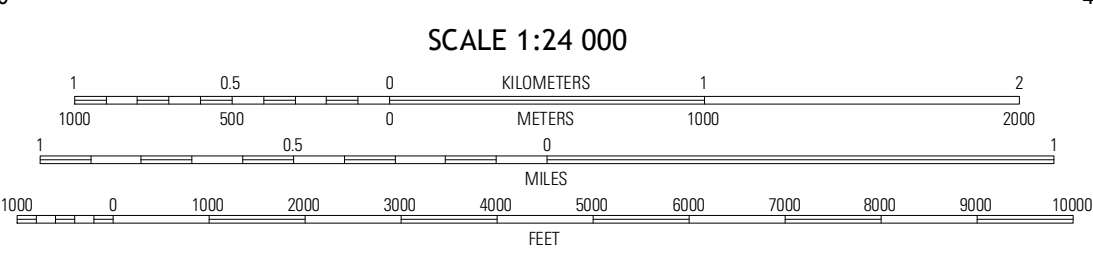 SCALE 1:24 000
1 0.5 0 KILOMETERS 1 2
1000 500 0 METERS 1000 2000
1 0.5 0 1
MILES
1000 0 1000 2000 3000 4000 5000 6000 7000 8000 9000 10000
FEET